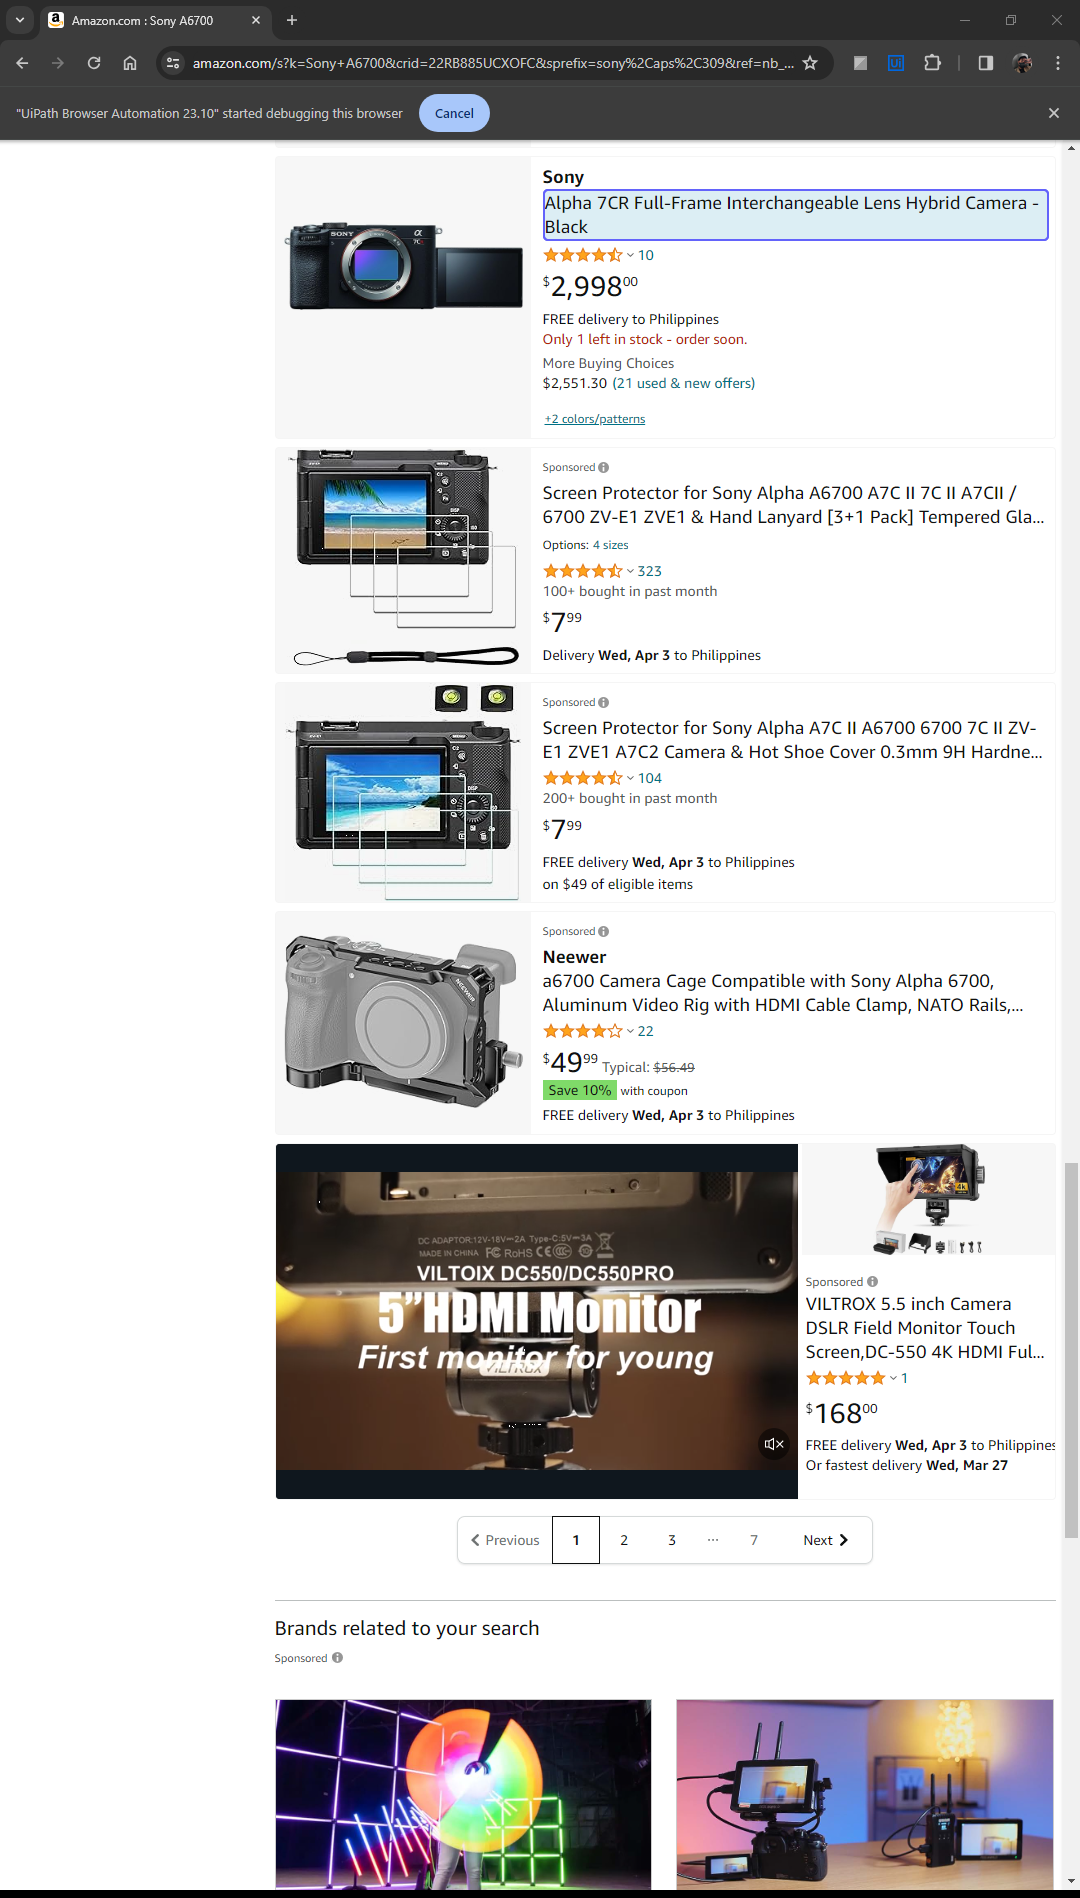 Amazon.com : Sony A6700
amazon.com/s?k=Sony+A6700&crid=22RB885UCXOFC&sprefix=sony%2Caps%2C309&ref=nb_...
"UiPath Browser Automation 23.10" started debugging this browser
Cancel
SONY
α
7C
Sony
Alpha 7CR Full-Frame Interchangeable Lens Hybrid Camera -
Black
10
$2,99800
FREE delivery to Philippines
Only 1 left in stock - order soon.
More Buying Choices
$2,551.30 (21 used & new offers)
+2 colors/patterns
Sponsored
Screen Protector for Sony Alpha A6700 A7C II 7C II A7CII /
6700 ZV-E1 ZVE1 & Hand Lanyard [3+1 Pack] Tempered Gla...
Options: 4 sizes
323
100+ bought in past month
$799
Delivery Wed, Apr 3 to Philippines
Sponsored
Screen Protector for Sony Alpha A7C II A6700 6700 7C II ZV-
E1 ZVE1 A7C2 Camera & Hot Shoe Cover 0.3mm 9H Hardne...
104
200+ bought in past month
$799
FREE delivery Wed, Apr 3 to Philippines
on $49 of eligible items
NEEWER
Sponsored
Neewer
a6700 Camera Cage Compatible with Sony Alpha 6700,
Aluminum Video Rig with HDMI Cable Clamp, NATO Rails,...
22
$4999 Typical: $56.49
Save 10% with coupon
FREE delivery Wed, Apr 3 to Philippines
DC ADAPTOR:12V-18V⎓2A Type-C:5V⎓3A
MADE IN CHINA FC RoHS CE
VILTOIX DC550/DC550PRO
5”HDMI Monitor
First monitor for young
VILTROX
Sponsored
VILTROX 5.5 inch Camera
DSLR Field Monitor Touch
Screen,DC-550 4K HDMI Ful...
1
$16800
FREE delivery Wed, Apr 3 to Philippines
Or fastest delivery Wed, Mar 27
Previous 1 2 3 ... 7 Next
Brands related to your search
Sponsored